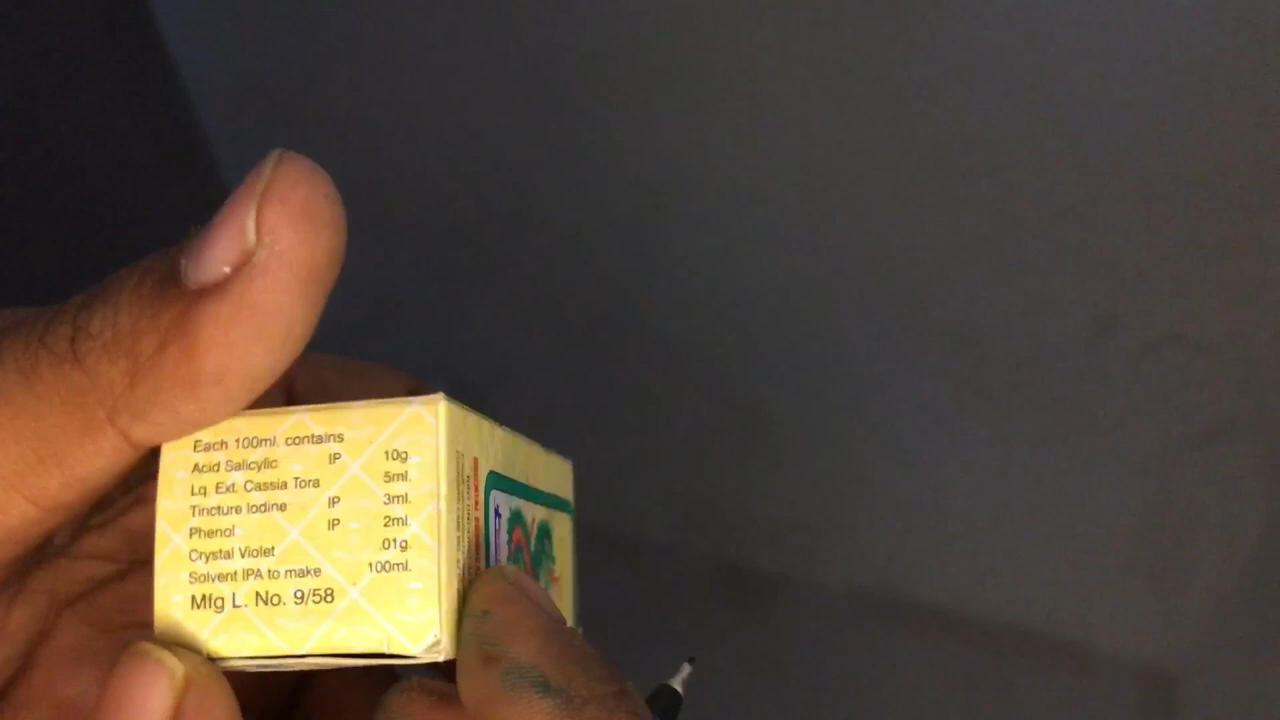 Each 100ml. contains
Acid Salicylic IP 10g.
Lq. Ext. Cassia Tora 5ml.
Tincture Iodine IP 3ml.
Phenol IP 2ml.
Crystal Violet .01g.
Solvent IPA to make 100ml.
Mfg L. No. 9/58